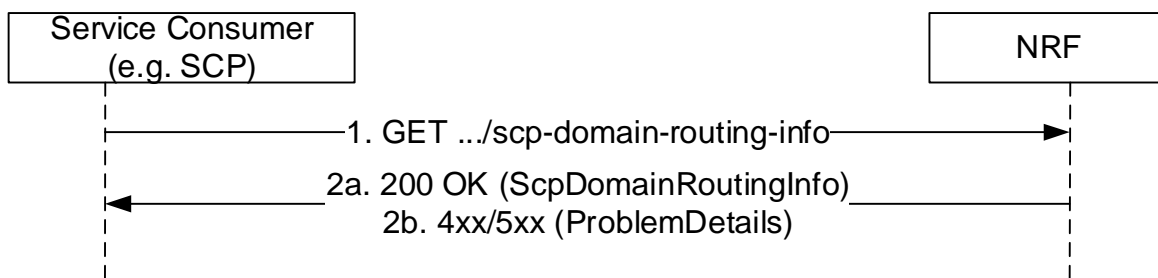 Service Consumer
(e.g. SCP)
NRF
1. GET .../scp-domain-routing-info
2a. 200 OK (ScpDomainRoutingInfo)
2b. 4xx/5xx (ProblemDetails)